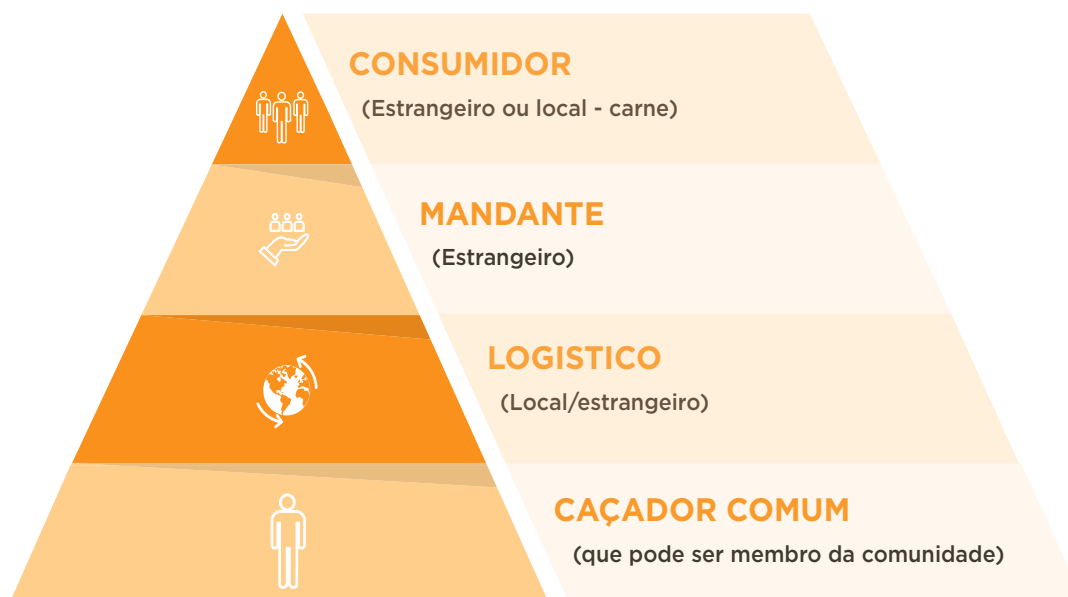 CONSUMIDOR
(Estrangeiro ou local - carne)
MANDANTE
(Estrangeiro)
LOGISTICO
(Local/estrangeiro)
CAÇADOR COMUM
(que pode ser membro da comunidade)